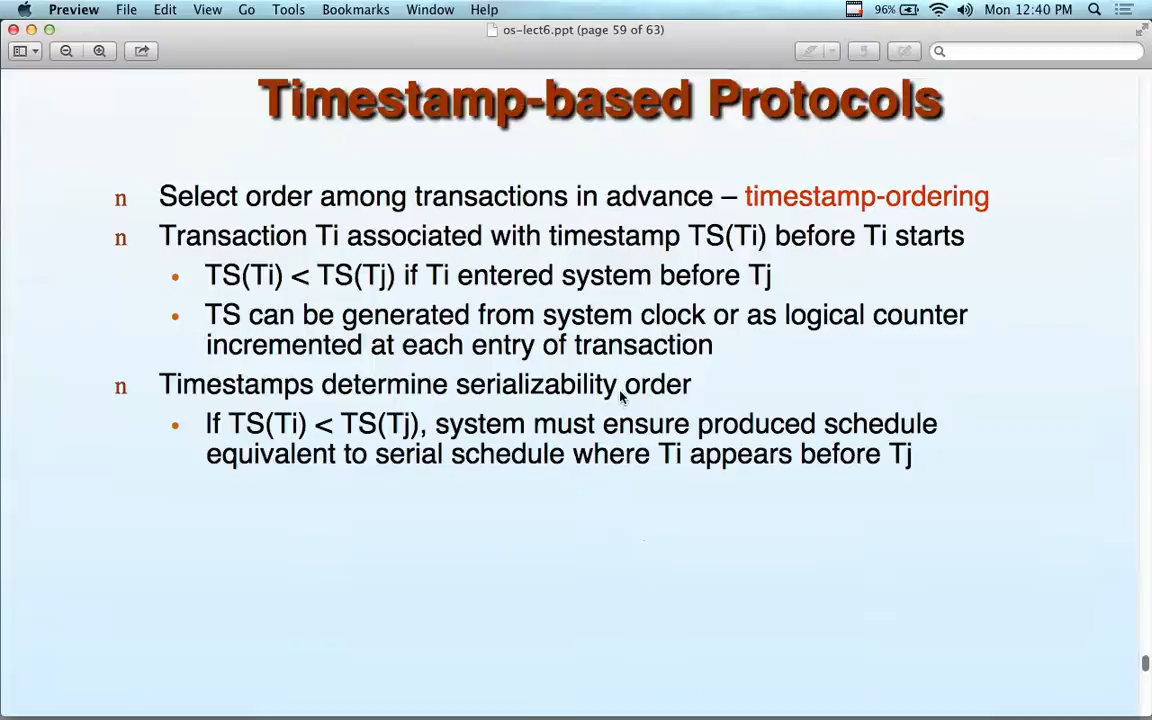 Preview File Edit View Go Tools Bookmarks Window Help 96% Mon 12:40 PM
os-lect6.ppt (page 59 of 63)
Timestamp-based Protocols
n Select order among transactions in advance – timestamp-ordering
n Transaction Ti associated with timestamp TS(Ti) before Ti starts
• TS(Ti) < TS(Tj) if Ti entered system before Tj
• TS can be generated from system clock or as logical counter
incremented at each entry of transaction
n Timestamps determine serializability order
• If TS(Ti) < TS(Tj), system must ensure produced schedule
equivalent to serial schedule where Ti appears before Tj